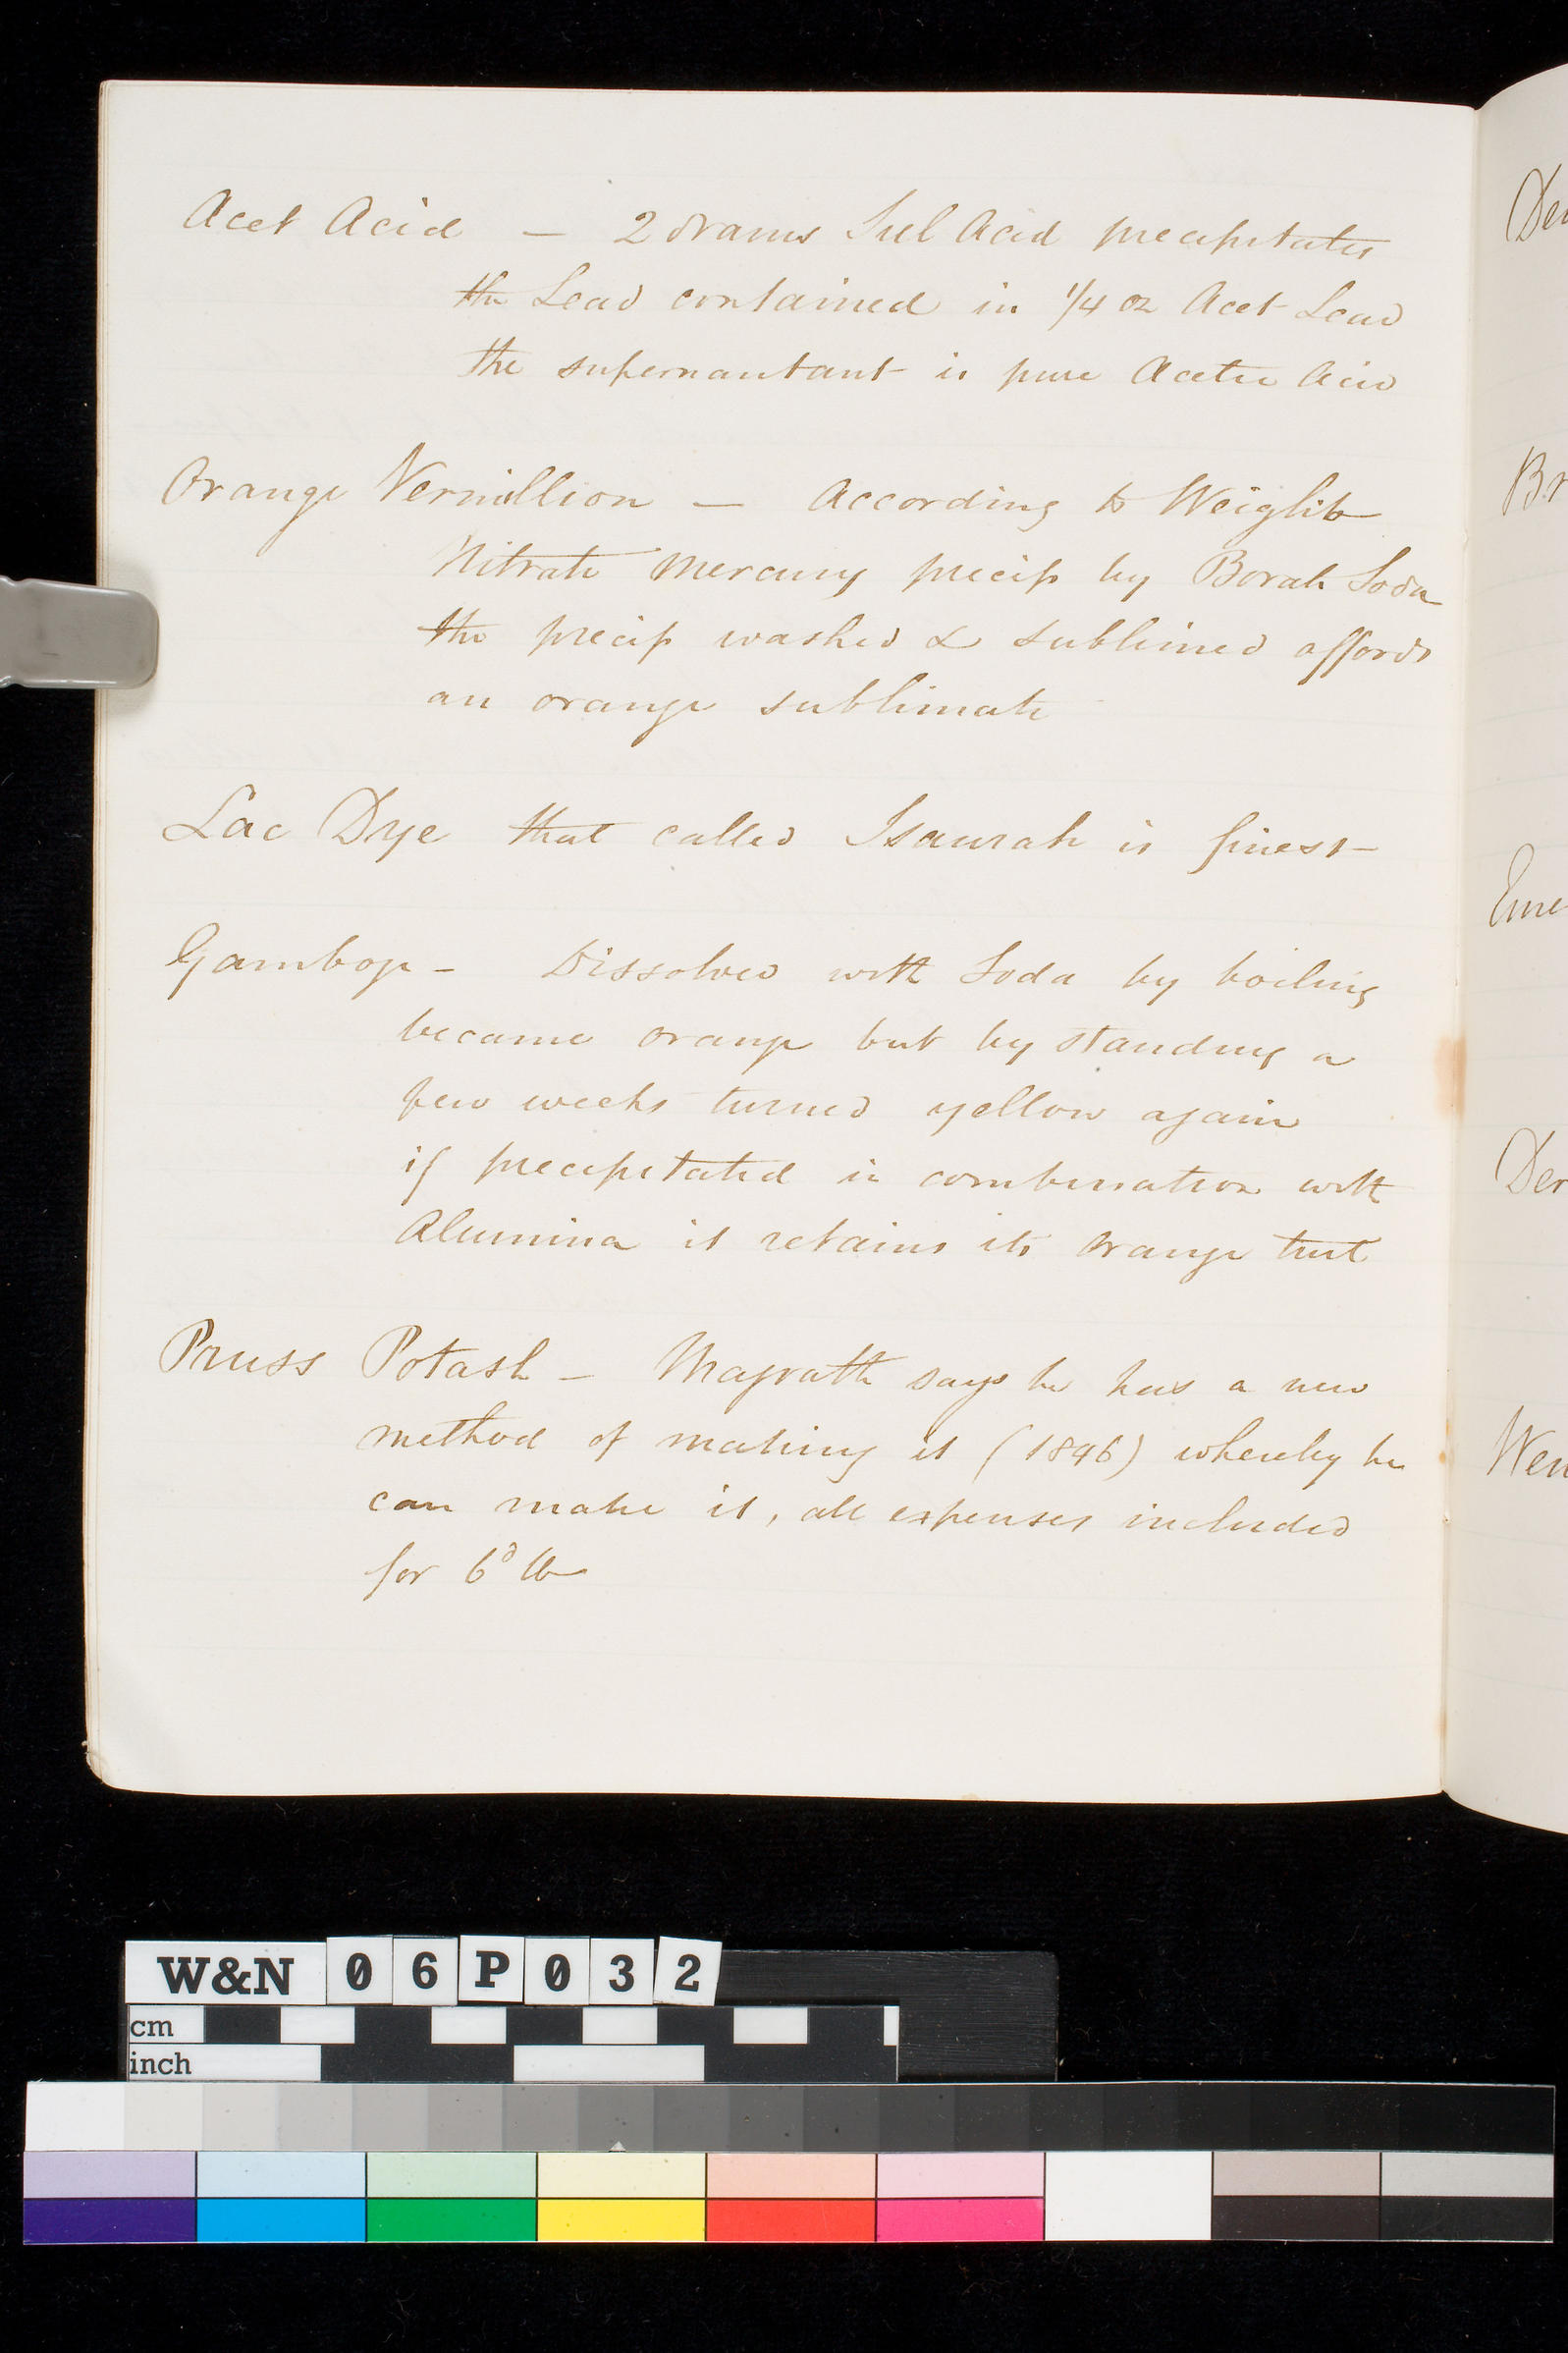 Acet Acid — 2 drams Sul Acid precipitates
the Lead contained in 1/4 oz Acet Lead
the supernautant is pure Acetic Acid
Orange Vermillion — According to Weiglib
Nitrate Mercury precip by Borate Soda
the precip washed & sublimed affords
an orange sublimate
Lac Dye that called Isaurah is finest
Gamboge - Dissolved with Soda by boiling
became orange but by standing a
few weeks turned yellow again
if precipitated in combination with
Alumina it retains its orange tint
Pruss Potash - Magrath says he has a new
method of making it (1846) whereby he
can make it, all expenses included
for 6d lb
Der
Br
Eme
Der
W&N 06P032
cm
inch